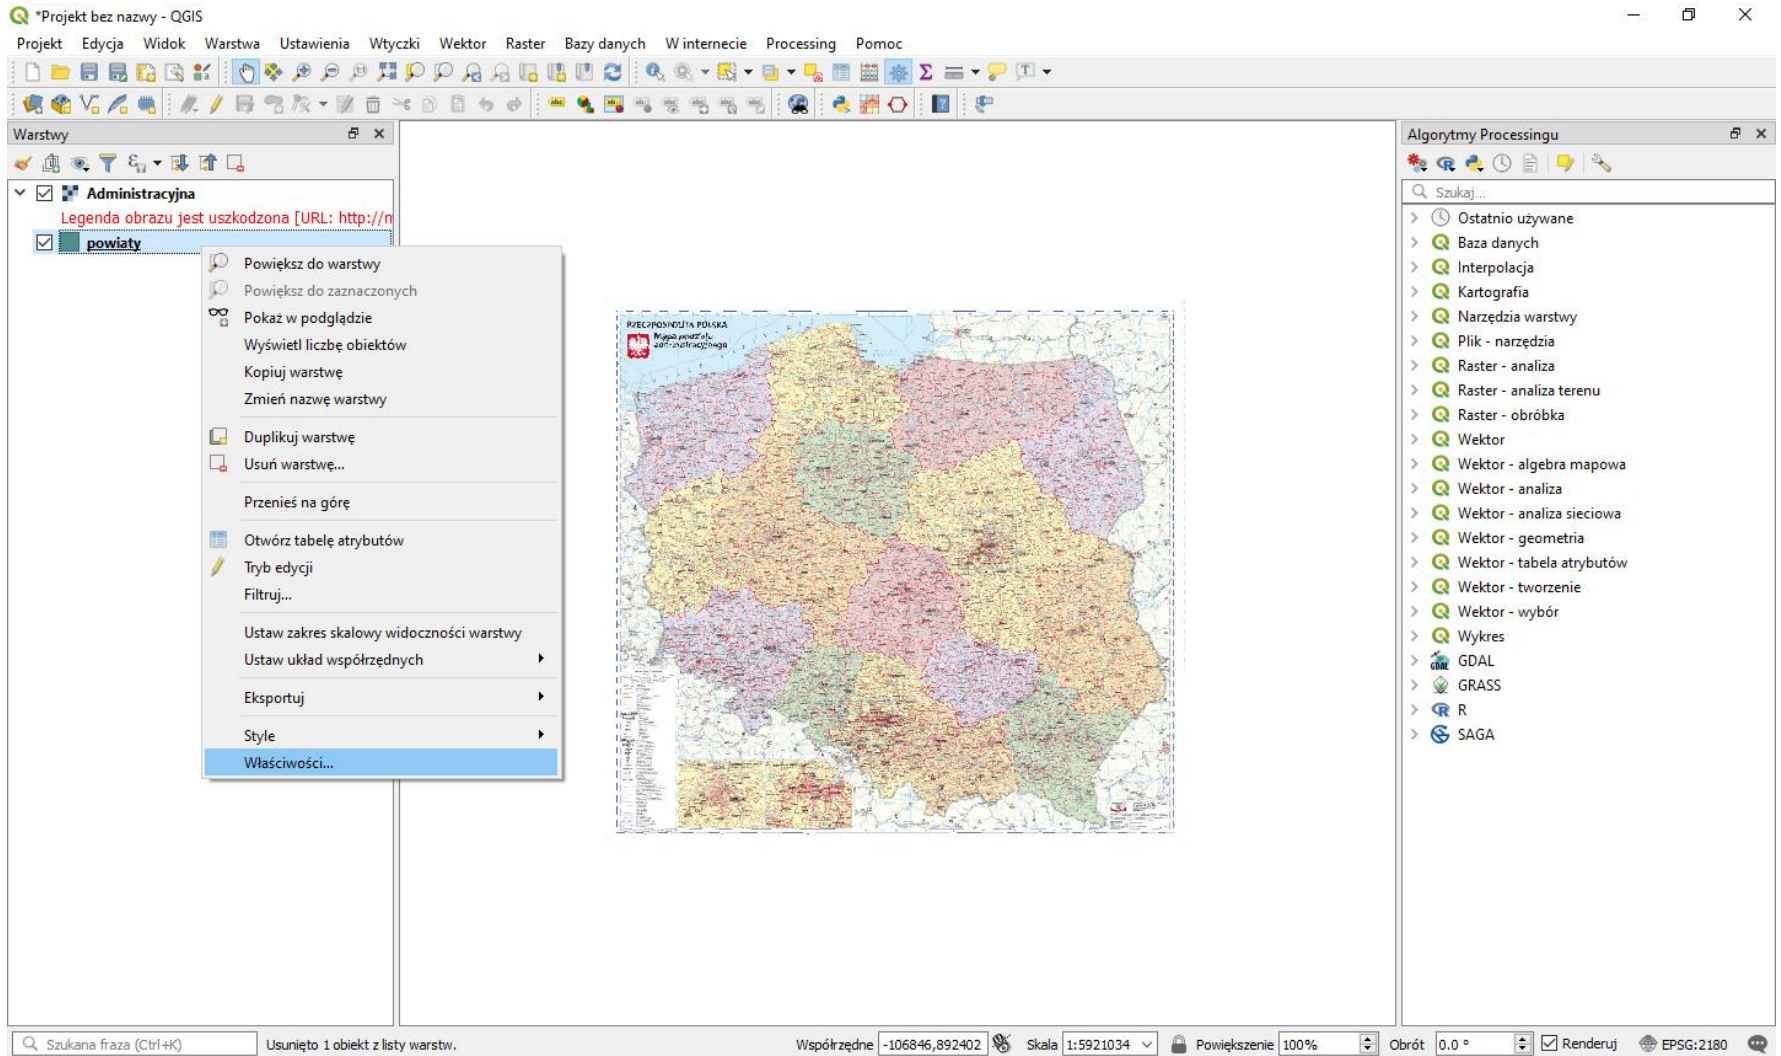 *Projekt bez nazwy - QGIS
Projekt Edycja Widok Warstwa Ustawienia Wtyczki Wektor Raster Bazy danych W internecie Processing Pomoc
Warstwy
Administracyjna
Legenda obrazu jest uszkodzona [URL: http://
powiaty
Powiększ do warstwy
Powiększ do zaznaczonych
Pokaż w podglądzie
Wyświetl liczbę obiektów
Kopiuj warstwę
Zmień nazwę warstwy
Duplikuj warstwę
Usuń warstwę...
Przenieś na górę
Otwórz tabelę atrybutów
Tryb edycji
Filtruj...
Ustaw zakres skalowy widoczności warstwy
Ustaw układ współrzędnych
Eksportuj
Style
Właściwości...
RZECZPOSPOLITA POLSKA
Mapa podziału
administracyjnego
Algorytmy Processingu
Szukaj...
Ostatnio używane
Baza danych
Interpolacja
Kartografia
Narzędzia warstwy
Plik - narzędzia
Raster - analiza
Raster - analiza terenu
Raster - obróbka
Wektor
Wektor - algebra mapowa
Wektor - analiza
Wektor - analiza sieciowa
Wektor - geometria
Wektor - tabela atrybutów
Wektor - tworzenie
Wektor - wybór
Wykres
GDAL
GRASS
R
SAGA
Szukana fraza (Ctrl+K) Usunięto 1 obiekt z listy warstw. Współrzędne -106846,892402 Skala 1:5921034 Powiększenie 100% Obrót 0.0 ° Renderuj EPSG:2180